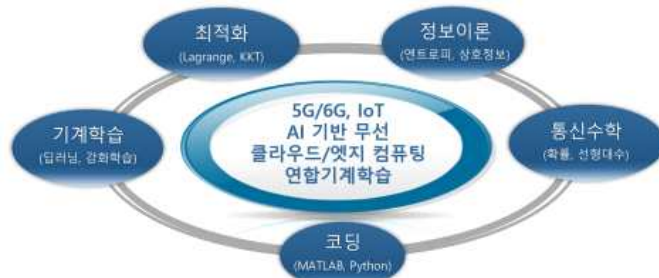 최적화
(Lagrange, KKT)
정보이론
(엔트로피, 상호정보)
기계학습
(딥러닝, 강화학습)
5G/6G, IoT
AI 기반 무선
클라우드/엣지 컴퓨팅
연합기계학습
통신수학
(확률, 선형대수)
코딩
(MATLAB, Python)